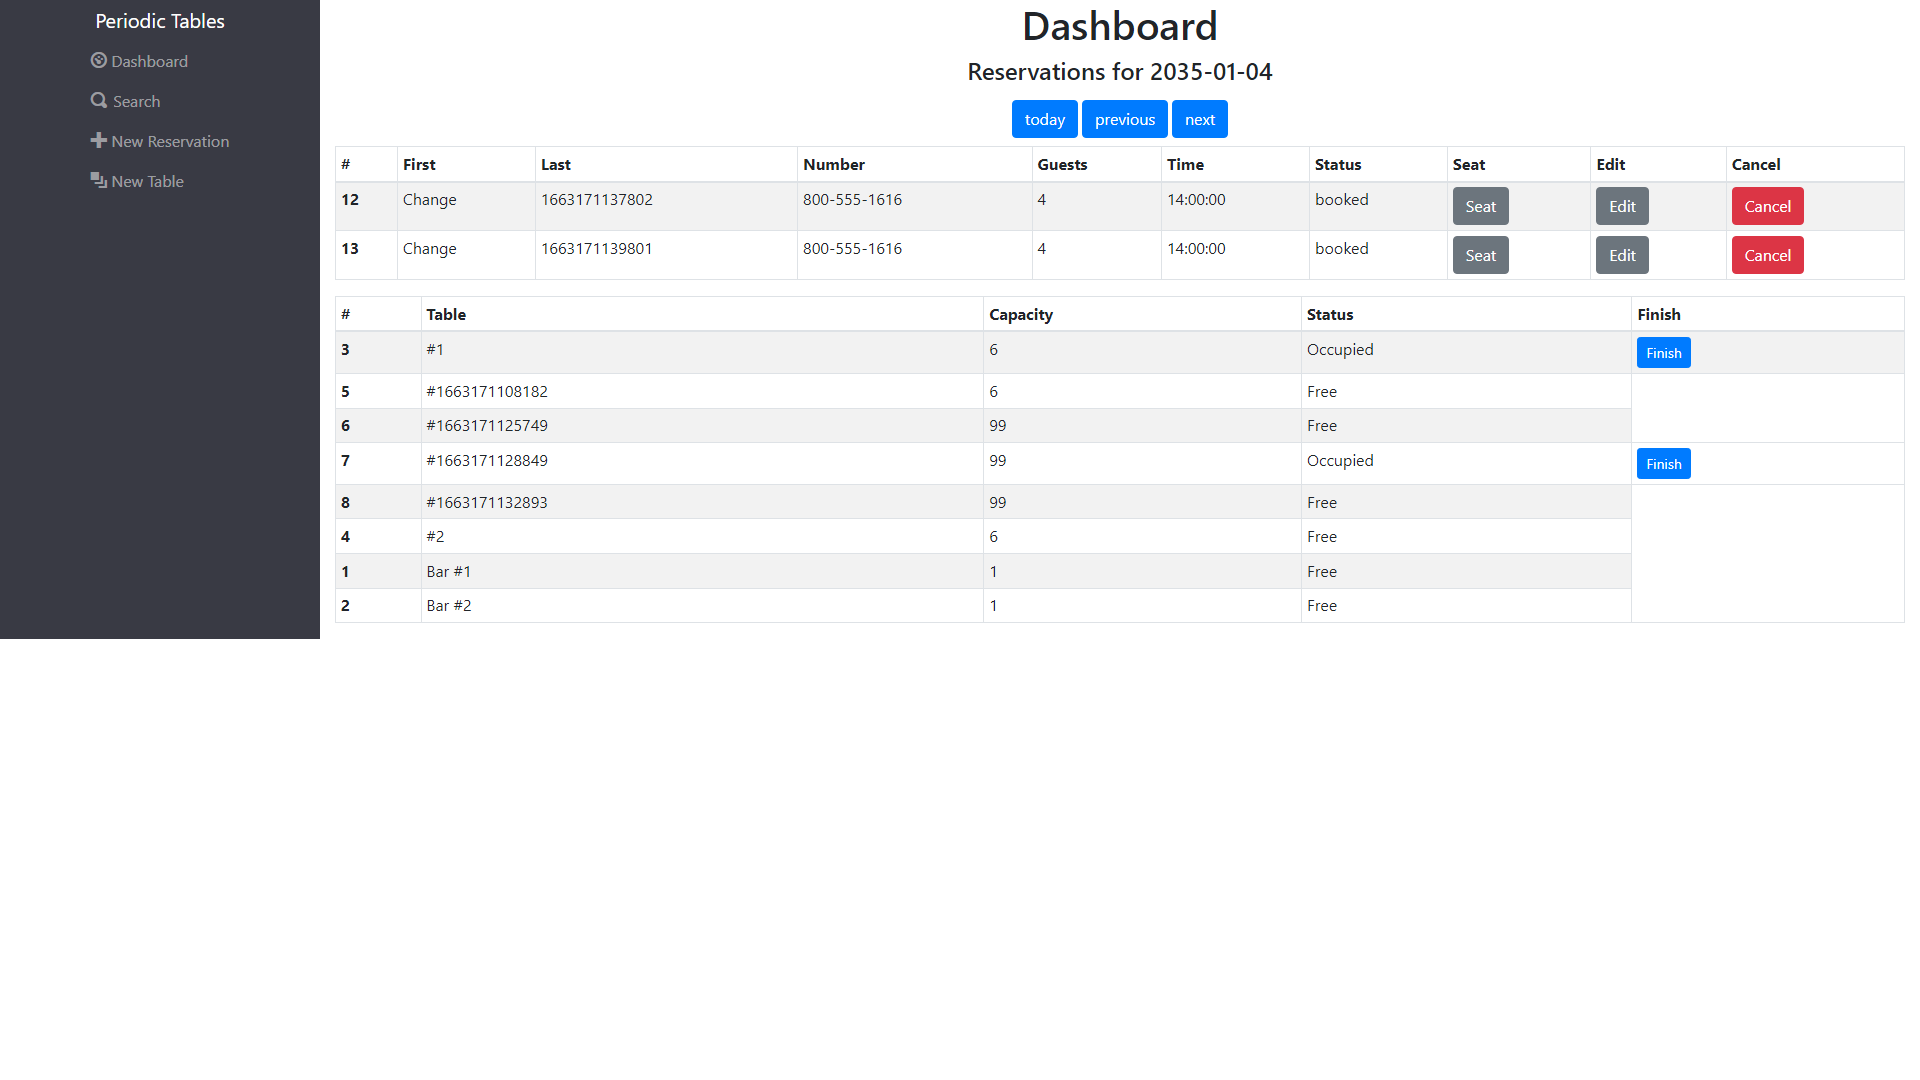 Periodic Tables
Dashboard
Search
New Reservation
New Table
Dashboard
Reservations for 2035-01-04
today previous next
# First Last Number Guests Time Status Seat Edit Cancel
12 Change 1663171137802 800-555-1616 4 14:00:00 booked Seat Edit Cancel
13 Change 1663171139801 800-555-1616 4 14:00:00 booked Seat Edit Cancel
# Table Capacity Status Finish
3 #1 6 Occupied Finish
5 #1663171108182 6 Free
6 #1663171125749 99 Free
7 #1663171128849 99 Occupied Finish
8 #1663171132893 99 Free
4 #2 6 Free
1 Bar #1 1 Free
2 Bar #2 1 Free